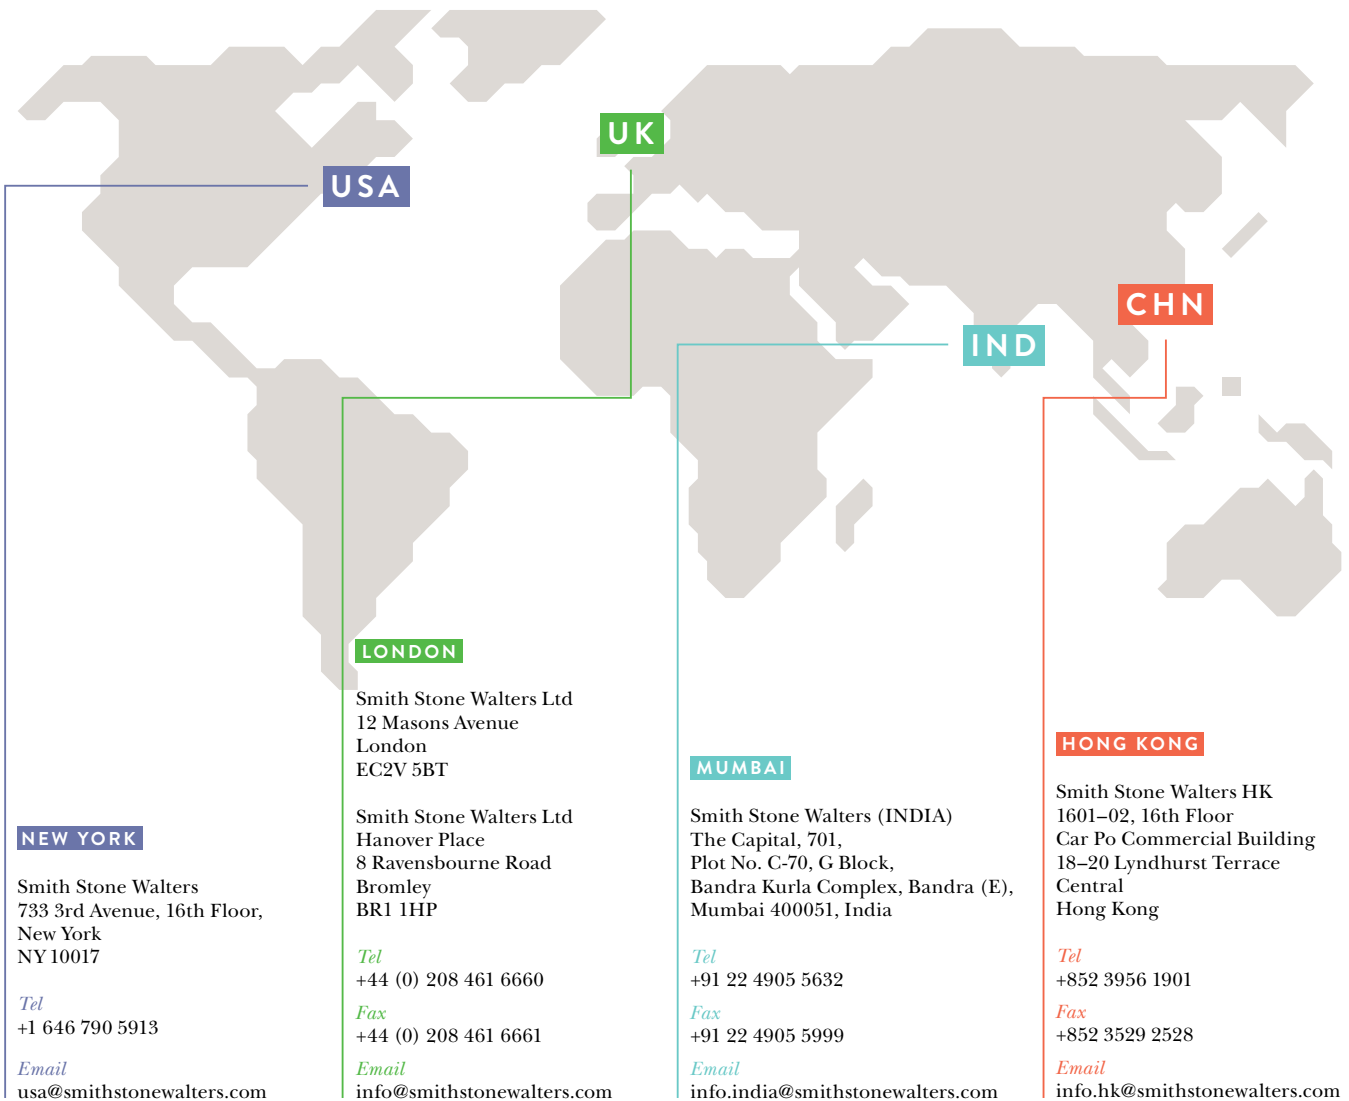 UK
USA
CHN
IND
NEW YORK
Smith Stone Walters
733 3rd Avenue, 16th Floor,
New York
NY 10017
Tel
+1 646 790 5913
Email
usa@smithstonewalters.com
LONDON
Smith Stone Walters Ltd
12 Masons Avenue
London
EC2V 5BT
Smith Stone Walters Ltd
Hanover Place
8 Ravensbourne Road
Bromley
BR1 1HP
Tel
+44 (0) 208 461 6660
Fax
+44 (0) 208 461 6661
Email
info@smithstonewalters.com
MUMBAI
Smith Stone Walters (INDIA)
The Capital, 701,
Plot No. C-70, G Block,
Bandra Kurla Complex, Bandra (E),
Mumbai 400051, India
Tel
+91 22 4905 5632
Fax
+91 22 4905 5999
Email
info.india@smithstonewalters.com
HONG KONG
Smith Stone Walters HK
1601–02, 16th Floor
Car Po Commercial Building
18–20 Lyndhurst Terrace
Central
Hong Kong
Tel
+852 3956 1901
Fax
+852 3529 2528
Email
info.hk@smithstonewalters.com